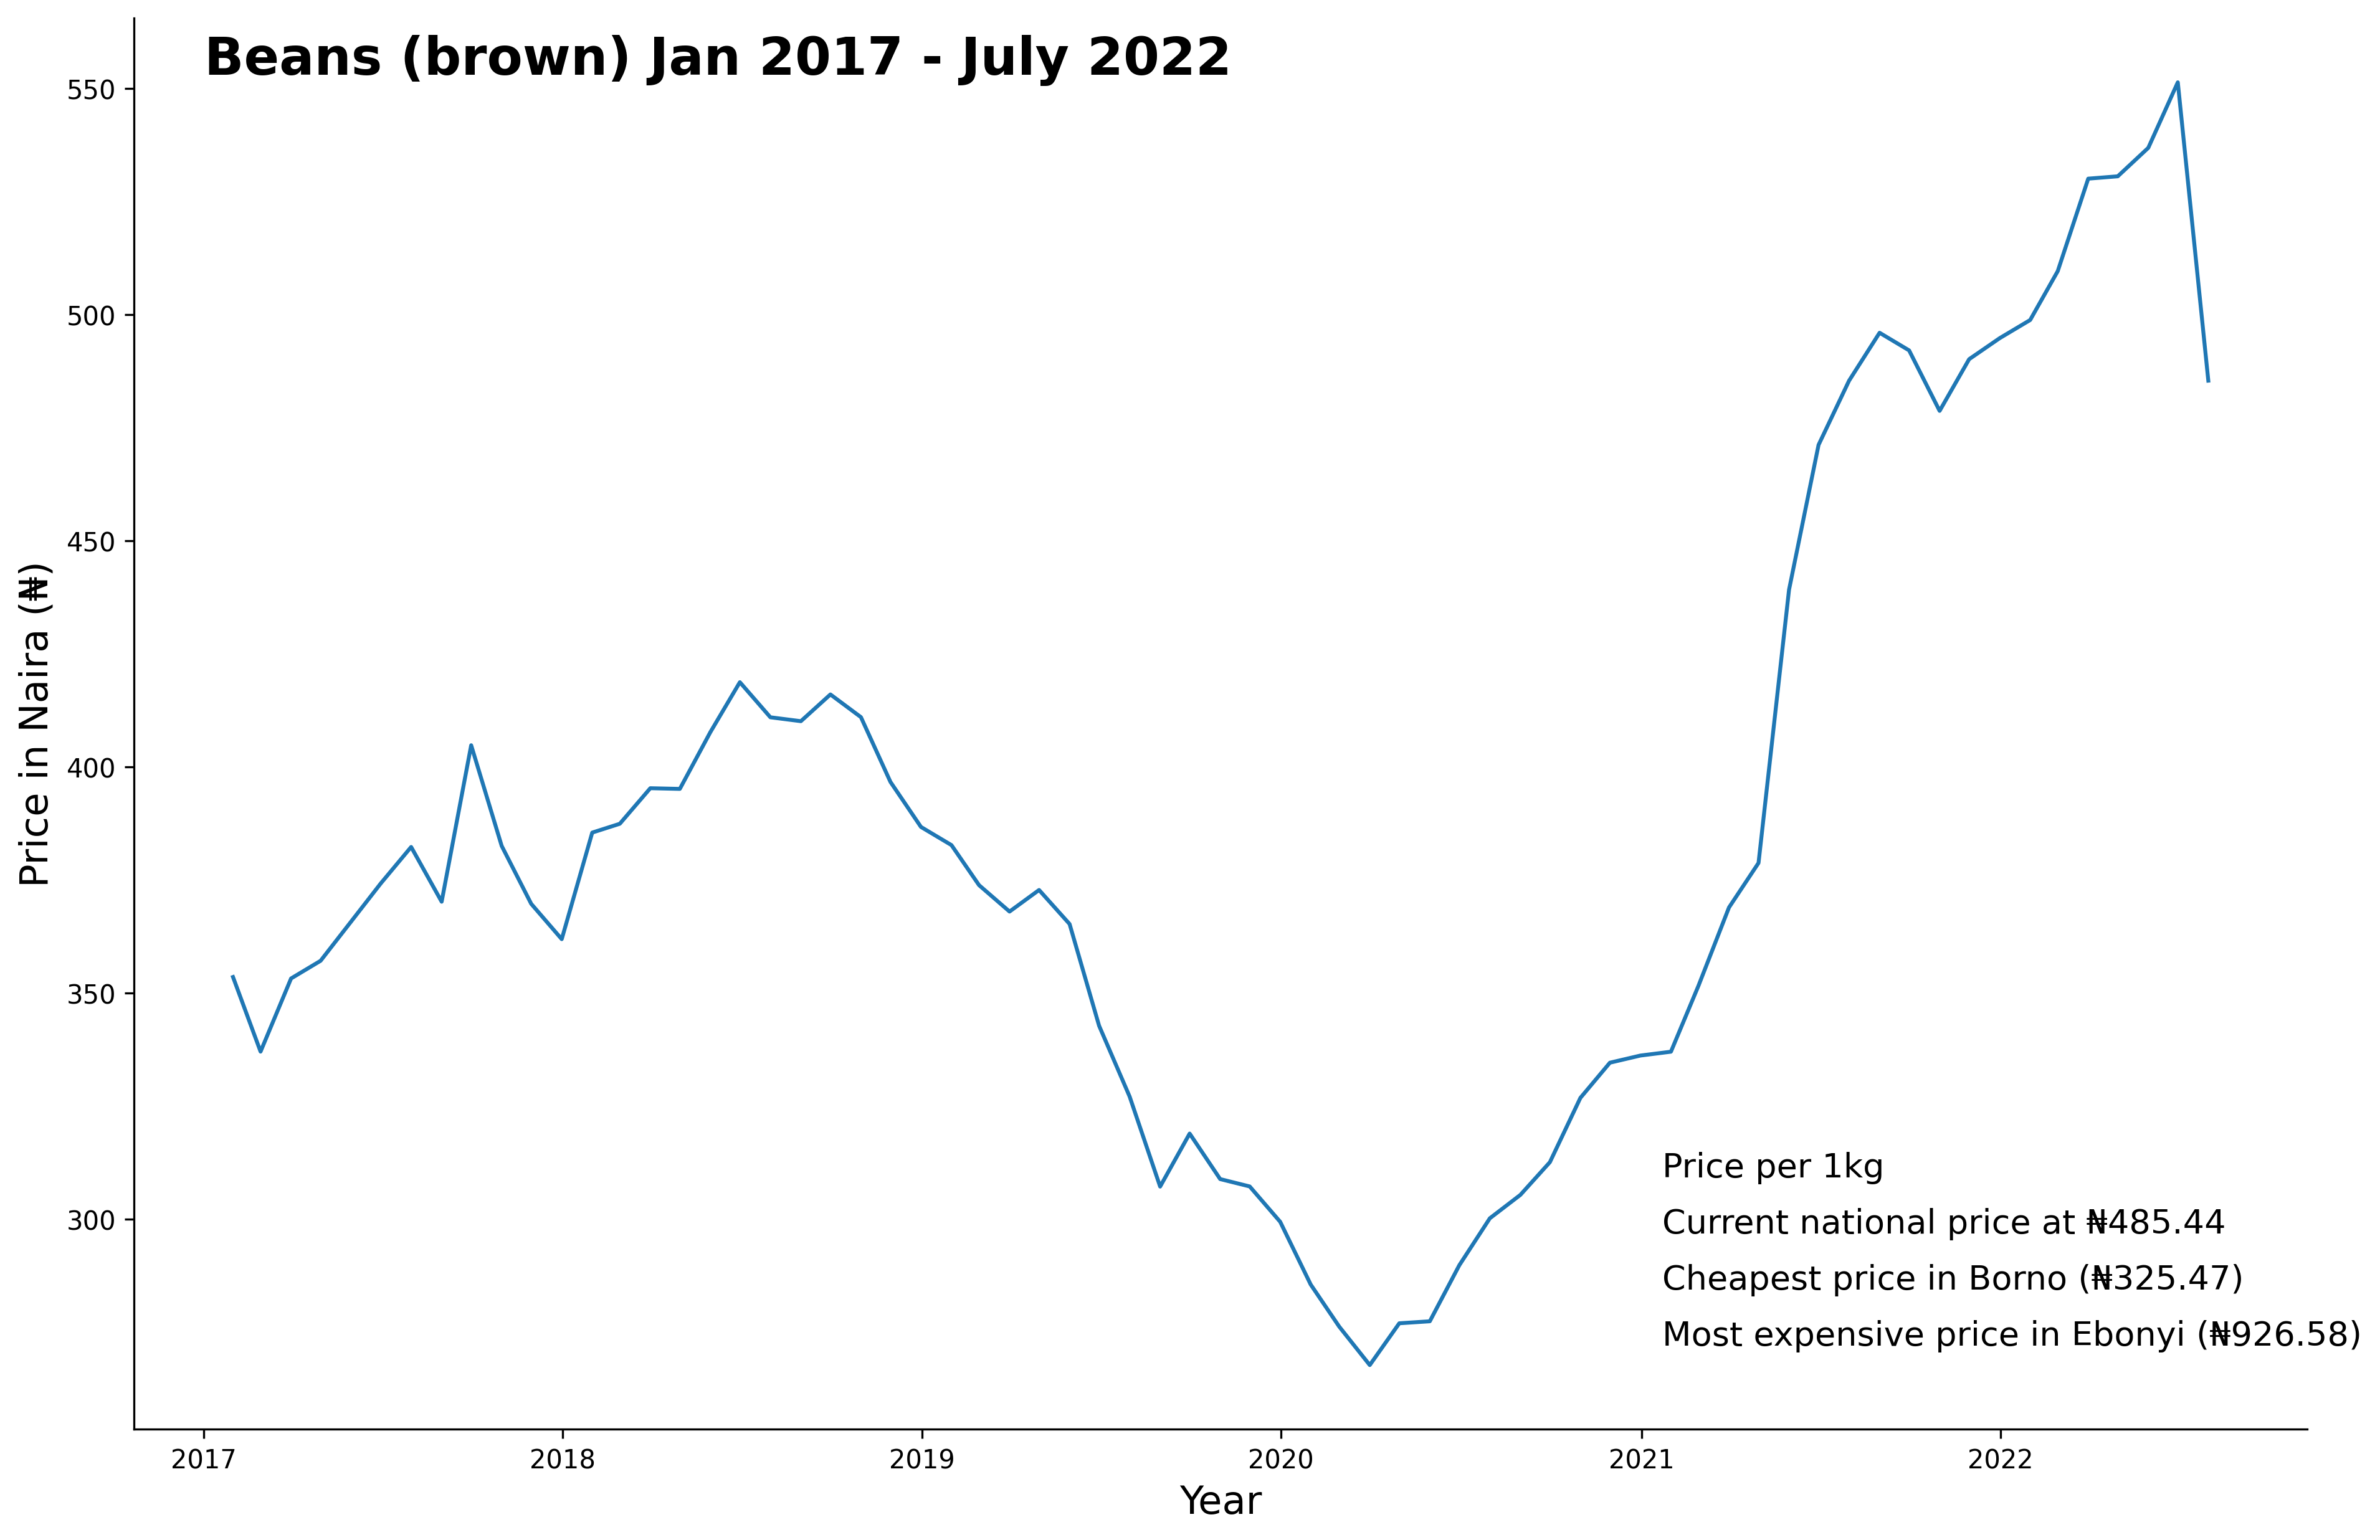 Beans (brown) Jan 2017 - July 2022
Price in Naira (₦)
550
500
450
400
350
300
Price per 1kg
Current national price at ₦485.44
Cheapest price in Borno (₦325.47)
Most expensive price in Ebonyi (₦926.58)
2017 2018 2019 2020 2021 2022
Year